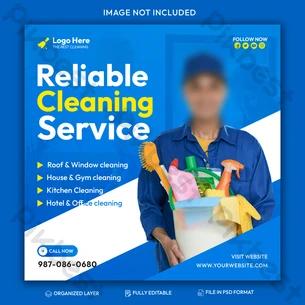 IMAGE NOT INCLUDED
Logo Here
THE BEST CLEANING
FOLLOW NOW
Reliable
Cleaning
Service
Roof & Window cleaning
House & Gym cleaning
Kitchen Cleaning
Hotel & Office cleaning
CALL NOW
987-086-0680
VISIT WEBSITE
WWW.YOURWEBSITE.COM
ORGANIZED LAYER
FULLY EDITABLE
FILE IN PSD FORMAT